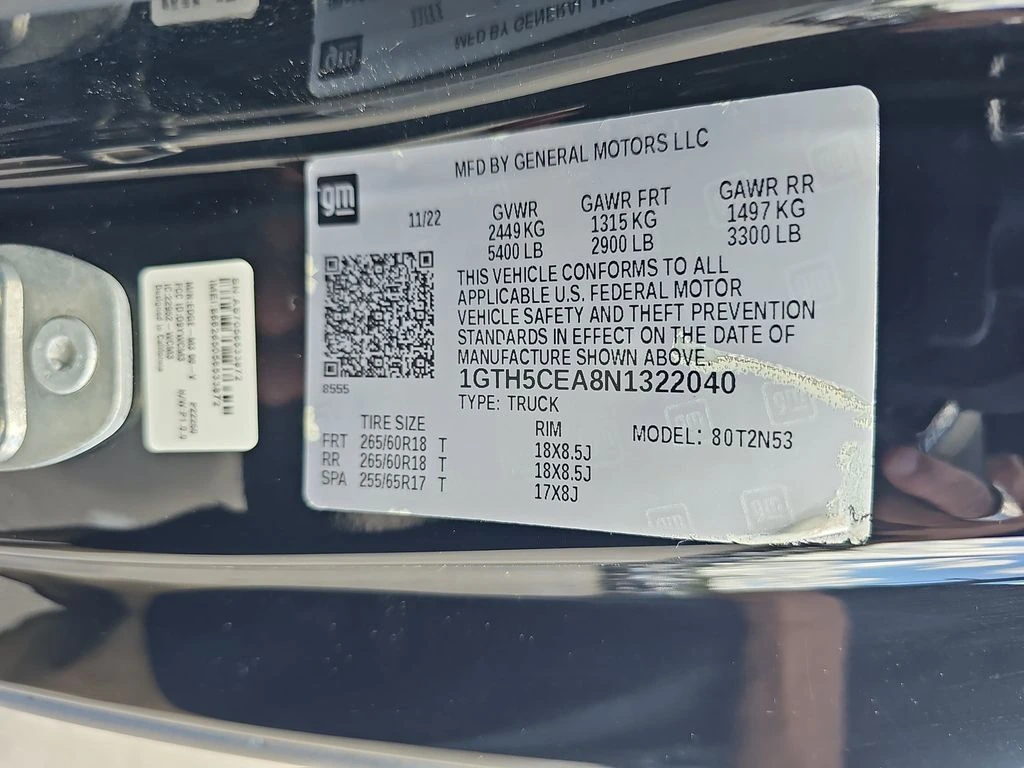 MFD BY GENERAL MOTORS LLC
gm
11/22
GVWR
2449 KG
5400 LB
GAWR FRT
1315 KG
2900 LB
GAWR RR
1497 KG
3300 LB
THIS VEHICLE CONFORMS TO ALL
APPLICABLE U.S. FEDERAL MOTOR
VEHICLE SAFETY AND THEFT PREVENTION
STANDARDS IN EFFECT ON THE DATE OF
MANUFACTURE SHOWN ABOVE.
8555
1GTH5CEA8N1322040
TYPE: TRUCK
TIRE SIZE
FRT 265/60R18 T
RR 265/60R18 T
SPA 255/65R17 T
RIM
18X8.5J
18X8.5J
17X8J
MODEL: 80T2N53
Designed in California